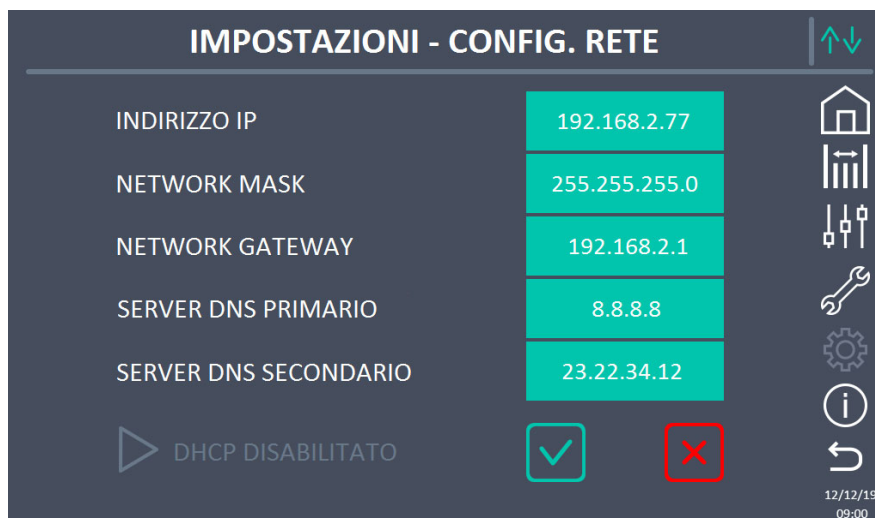 IMPOSTAZIONI - CONFIG. RETE
INDIRIZZO IP 192.168.2.77
NETWORK MASK 255.255.255.0
NETWORK GATEWAY 192.168.2.1
SERVER DNS PRIMARIO 8.8.8.8
SERVER DNS SECONDARIO 23.22.34.12
DHCP DISABILITATO
12/12/19
09:00